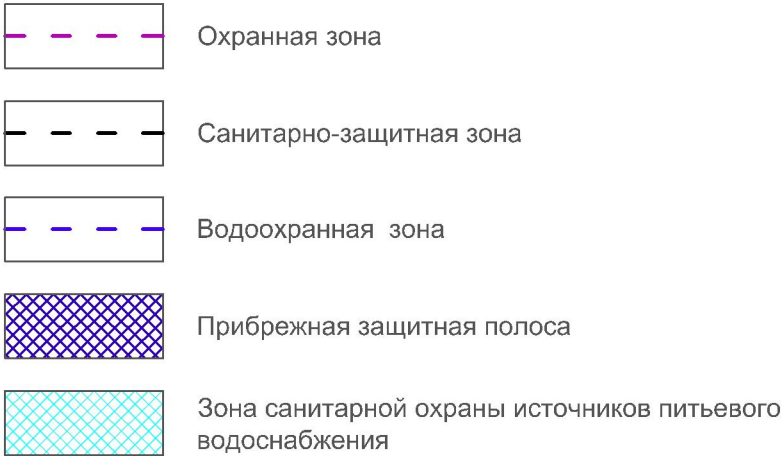 Охранная зона
Санитарно-защитная зона
Водоохранная зона
Прибрежная защитная полоса
Зона санитарной охраны источников питьевого
водоснабжения